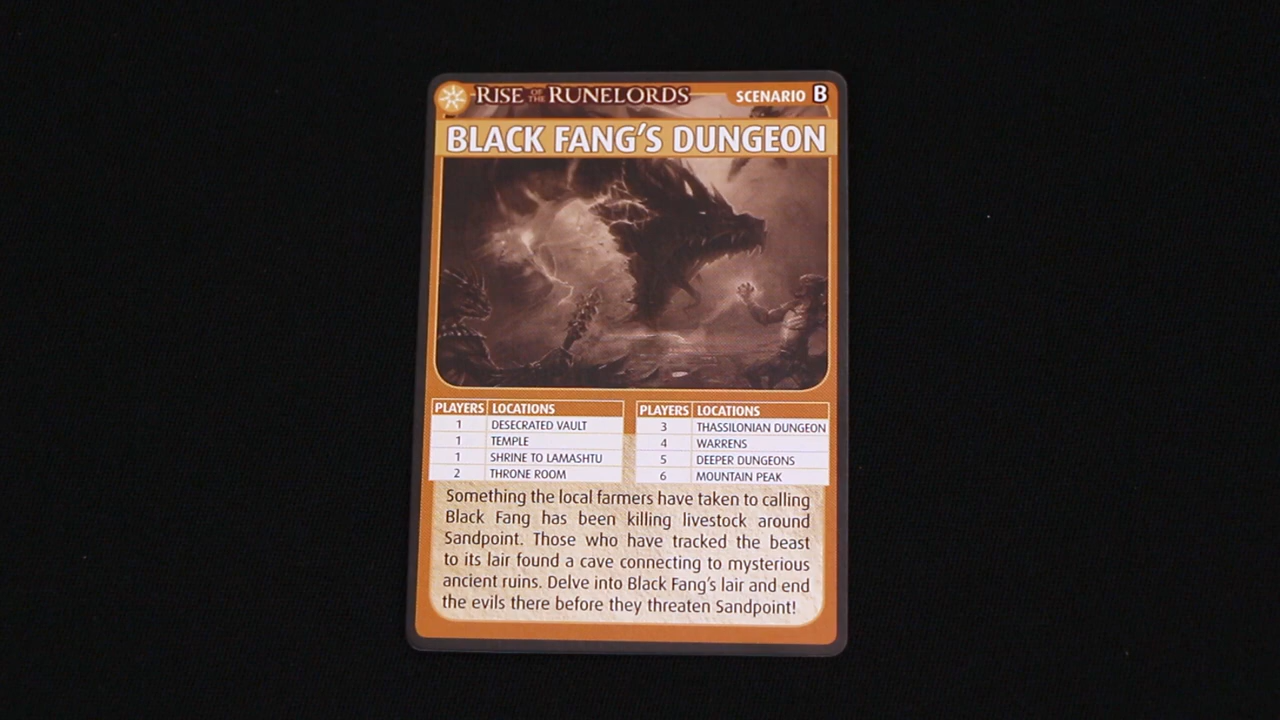 RISE OF THE RUNELORDS SCENARIO B
BLACK FANG'S DUNGEON
PLAYERS LOCATIONS
1 DESECRATED VAULT
1 TEMPLE
1 SHRINE TO LAMASHTU
2 THRONE ROOM
PLAYERS LOCATIONS
3 THASSILONIAN DUNGEON
4 WARRENS
5 DEEPER DUNGEONS
6 MOUNTAIN PEAK
Something the local farmers have taken to calling
Black Fang has been killing livestock around
Sandpoint. Those who have tracked the beast
to its lair found a cave connecting to mysterious
ancient ruins. Delve into Black Fang's lair and end
the evils there before they threaten Sandpoint!